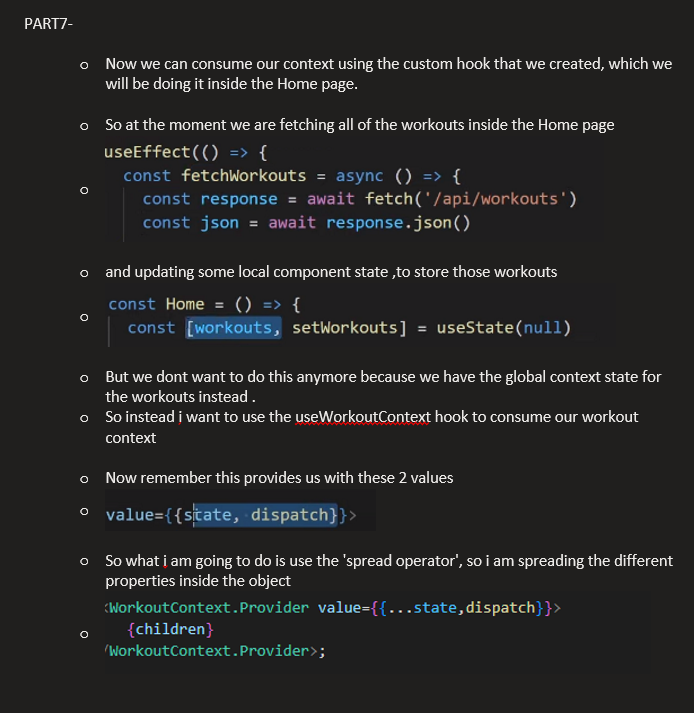 PART7-
o Now we can consume our context using the custom hook that we created, which we
will be doing it inside the Home page.
o So at the moment we are fetching all of the workouts inside the Home page
useEffect(() => {
const fetchWorkouts = async () => {
o
const response = await fetch('/api/workouts')
const json = await response.json()
o and updating some local component state ,to store those workouts
const Home = () => {
o
const [workouts, setWorkouts] = useState(null)
o But we dont want to do this anymore because we have the global context state for
the workouts instead .
o So instead i want to use the useWorkoutContext hook to consume our workout
context
o Now remember this provides us with these 2 values
o value={{state, dispatch}}>
o So what i am going to do is use the 'spread operator', so i am spreading the different
properties inside the object
<WorkoutContext.Provider value={{...state,dispatch}}>
o {children}
/WorkoutContext.Provider>;